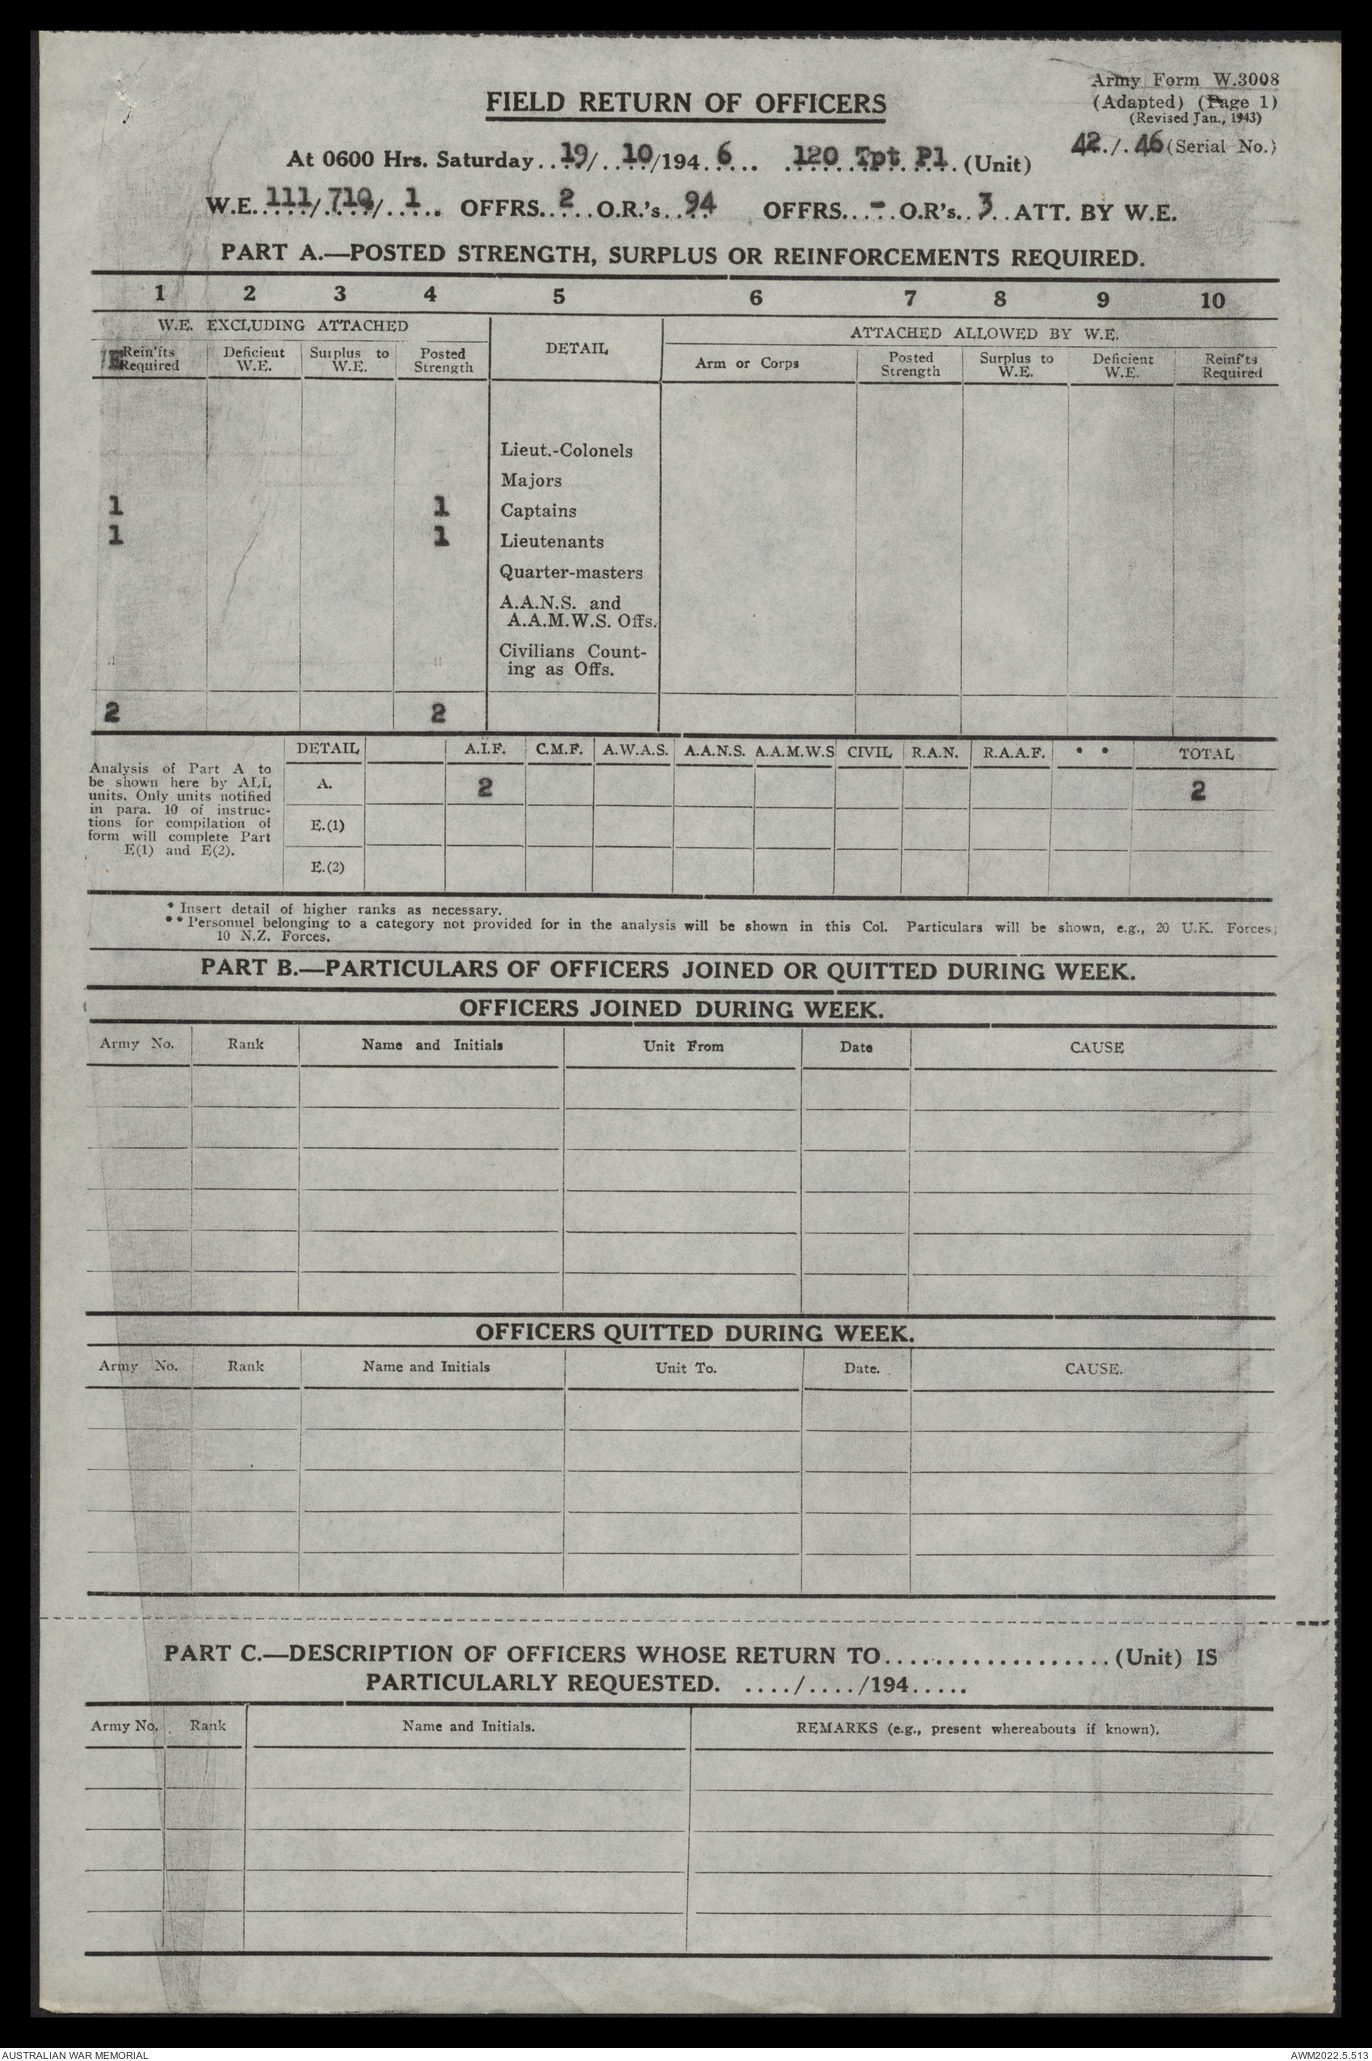 Army Form W.3008
FIELD RETURN OF OFFICERS
(Adapted) (Page 1)
(Revised Jan., 1943)
At 0600 Hrs. Saturday..19/..10/194.6.. 120 Tpt Pl.(Unit)
42./.46(Serial No.)
W.E.111/710/..1... OFFRS..2...O.R.'s..94 OFFRS...-.O.R's..3..ATT. BY W.E.
PART A.—POSTED STRENGTH, SURPLUS OR REINFORCEMENTS REQUIRED.
1 2 3 4 5 6 7 8 9 10
W.E. EXCLUDING ATTACHED DETAIL ATTACHED ALLOWED BY W.E.
Rein'fts Required Deficient W.E. Surplus to W.E. Posted Strength Arm or Corps Posted Strength Surplus to W.E. Deficient W.E. Reinf'ts Required
Lieut.-Colonels
Majors
1 1 Captains
1 1 Lieutenants
Quarter-masters
A.A.N.S. and
A.A.M.W.S. Offs.
Civilians Count-
ing as Offs.
2 2
DETAIL A.I.F. C.M.F. A.W.A.S. A.A.N.S. A.A.M.W.S CIVIL R.A.N. R.A.A.F. * * TOTAL
Analysis of Part A to
be shown here by ALL
units. Only units notified
in para. 10 of instruc-
tions for compilation of
form will complete Part
E(1) and E(2).
A. 2 2
E.(1)
E.(2)
* Insert detail of higher ranks as necessary.
** Personnel belonging to a category not provided for in the analysis will be shown in this Col. Particulars will be shown, e.g., 20 U.K. Forces;
10 N.Z. Forces.
PART B.—PARTICULARS OF OFFICERS JOINED OR QUITTED DURING WEEK.
OFFICERS JOINED DURING WEEK.
Army No. Rank Name and Initials Unit From Date CAUSE
OFFICERS QUITTED DURING WEEK.
Army No. Rank Name and Initials Unit To. Date. CAUSE.
PART C.—DESCRIPTION OF OFFICERS WHOSE RETURN TO...................(Unit) IS
PARTICULARLY REQUESTED. ..../..../194.....
Army No. Rank Name and Initials. REMARKS (e.g., present whereabouts if known).
AUSTRALIAN WAR MEMORIAL AWM2022.5.513